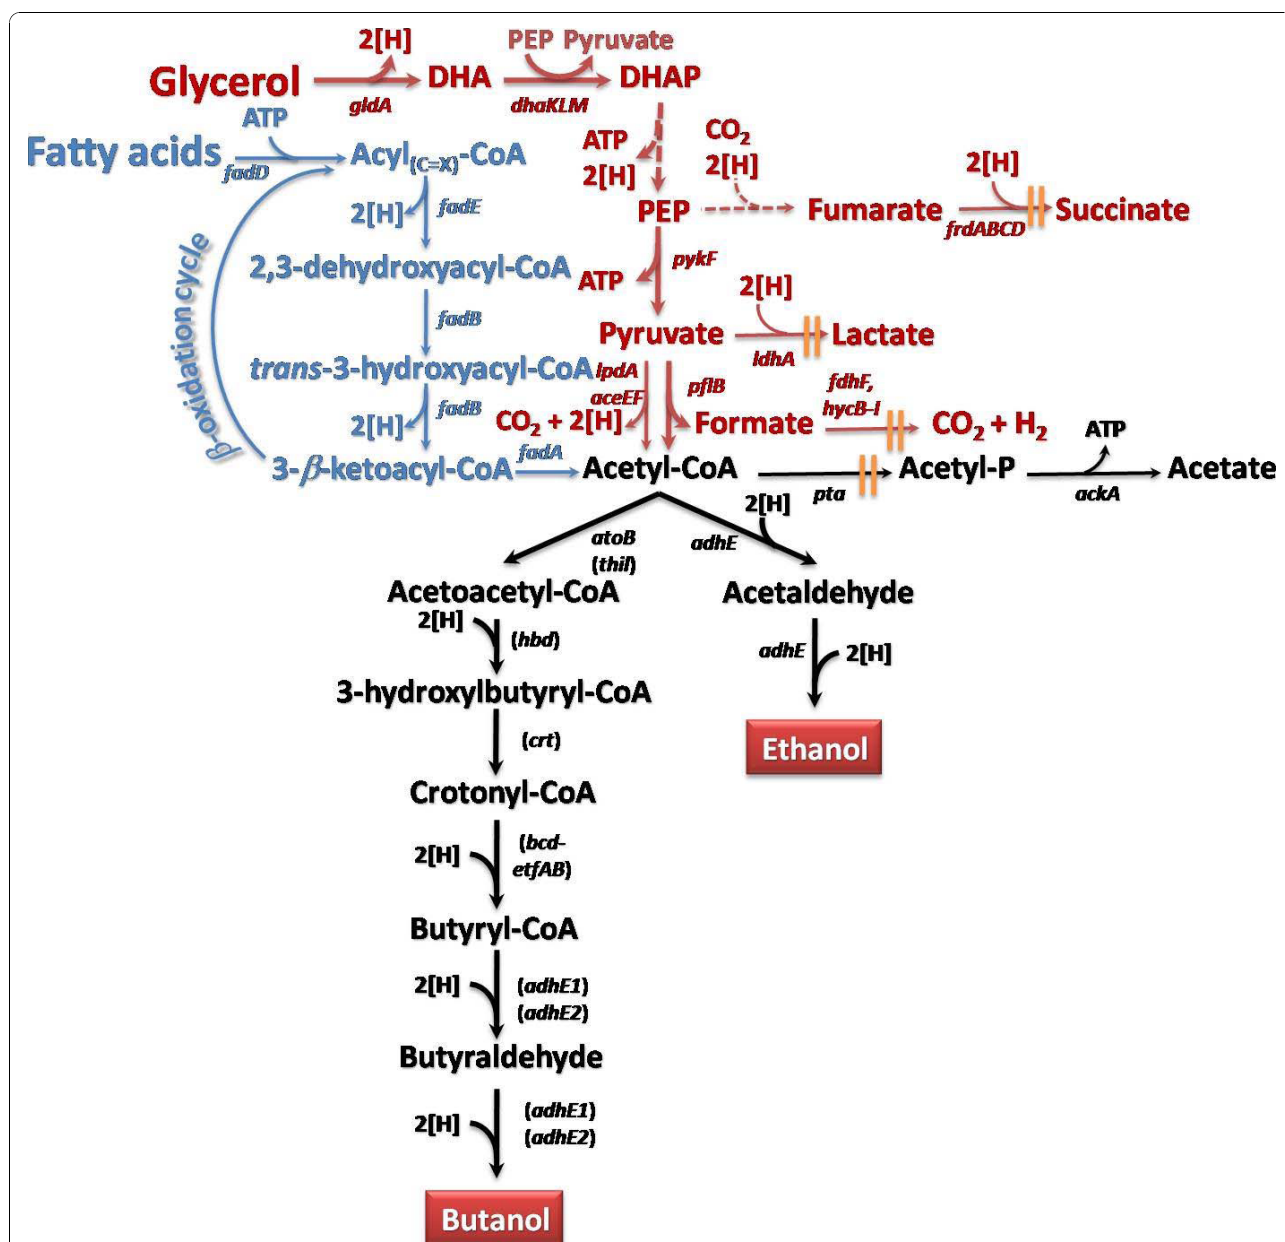 2[H]
PEP Pyruvate
Glycerol
DHA
DHAP
gldA
dhaKLM
ATP
ATP
CO2
Fatty acids
fadD
Acyl(C=X)-CoA
2[H]
2[H]
2[H]
2[H]
fadE
PEP
Fumarate
frdABCD
Succinate
β-oxidation cycle
2,3-dehydroxyacyl-CoA
ATP
pykF
2[H]
fadB
Pyruvate
ldhA
Lactate
trans-3-hydroxyacyl-CoA
lpdA
aceEF
pflB
fdhF,
hycB-I
2[H]
fadB
CO2 + 2[H]
Formate
CO2 + H2
ATP
3-β-ketoacyl-CoA
fadA
Acetyl-CoA
pta
Acetyl-P
ackA
Acetate
2[H]
atoB
(thil)
adhE
Acetoacetyl-CoA
Acetaldehyde
2[H]
(hbd)
adhE
2[H]
3-hydroxylbutyryl-CoA
(crt)
Ethanol
Crotonyl-CoA
2[H]
(bcd-
etfAB)
Butyryl-CoA
2[H]
(adhE1)
(adhE2)
Butyraldehyde
2[H]
(adhE1)
(adhE2)
Butanol